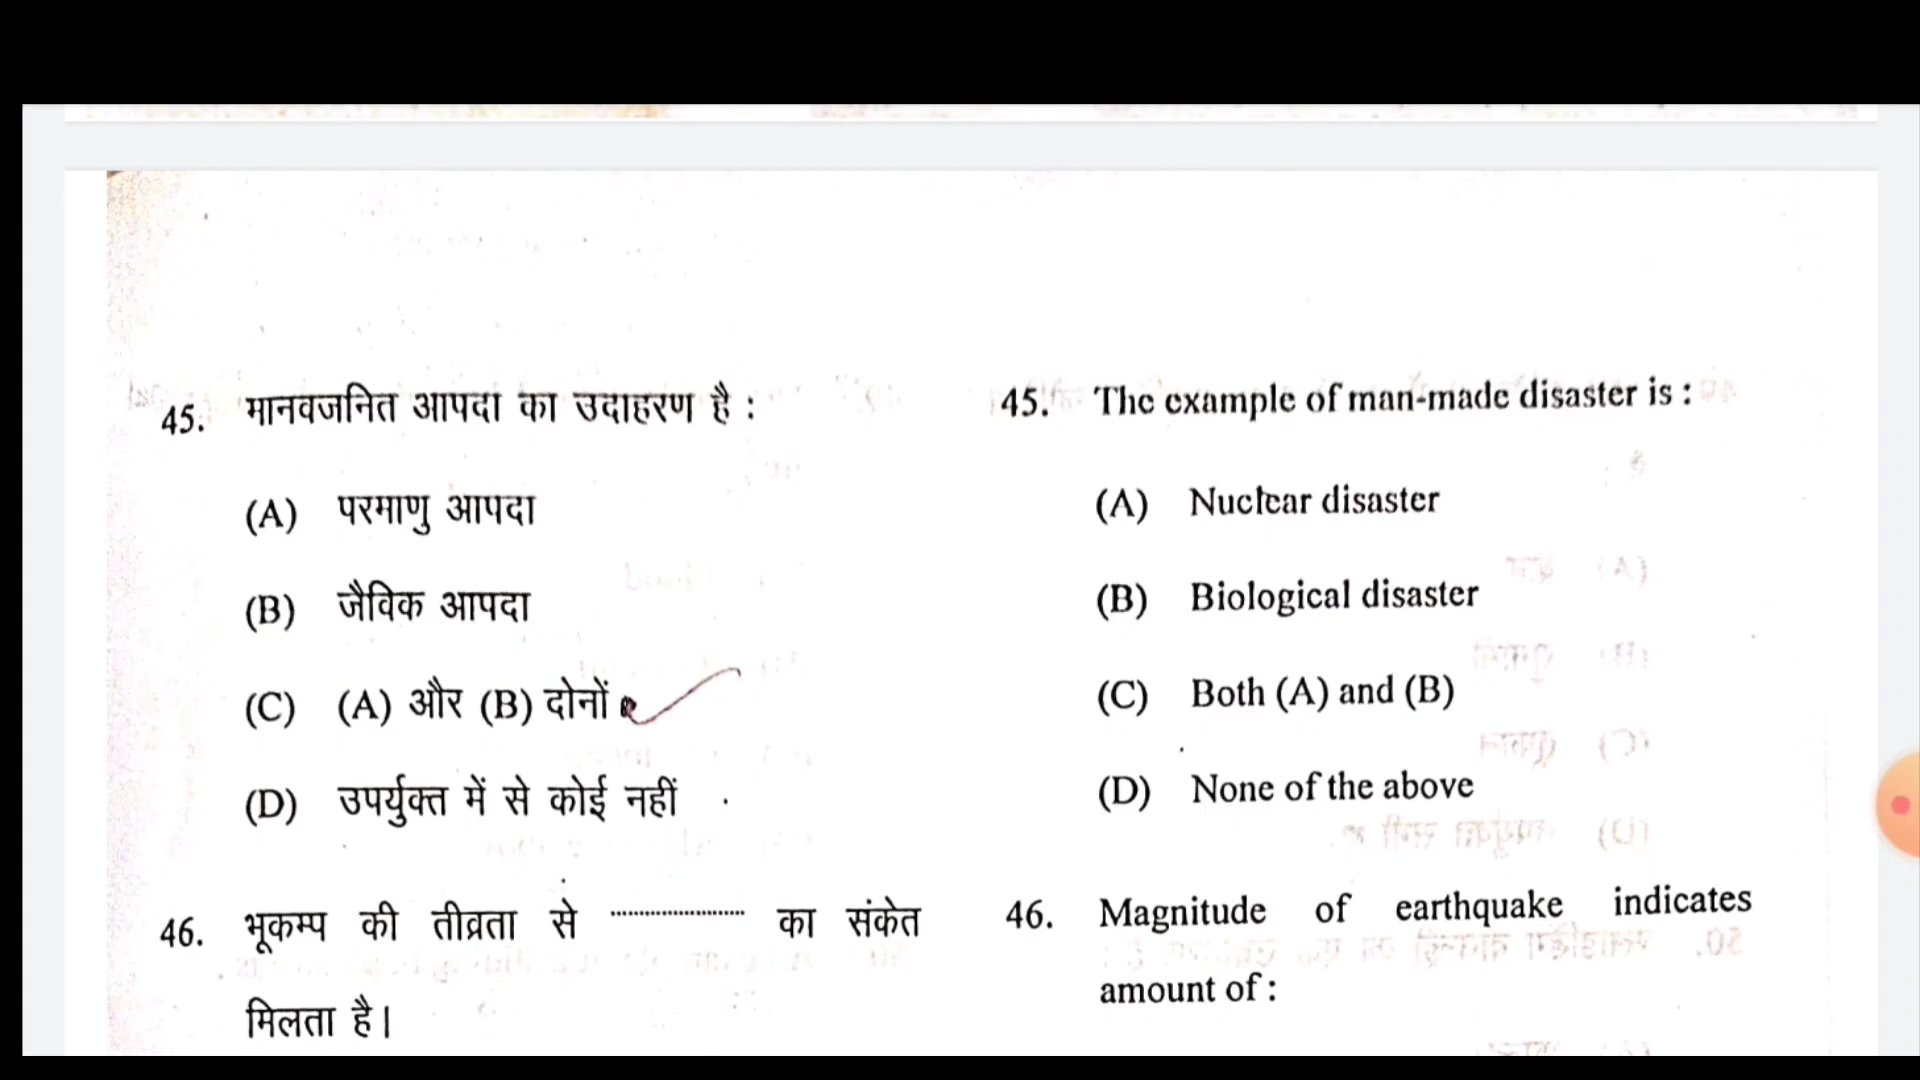 45. मानवजनित आपदा का उदाहरण है :
(A) परमाणु आपदा
(B) जैविक आपदा
(C) (A) और (B) दोनों
(D) उपर्युक्त में से कोई नहीं
46. भूकम्प की तीव्रता से ........................ का संकेत
मिलता है।
45. The example of man-made disaster is :
(A) Nuclear disaster
(B) Biological disaster
(C) Both (A) and (B)
(D) None of the above
46. Magnitude of earthquake indicates
amount of :